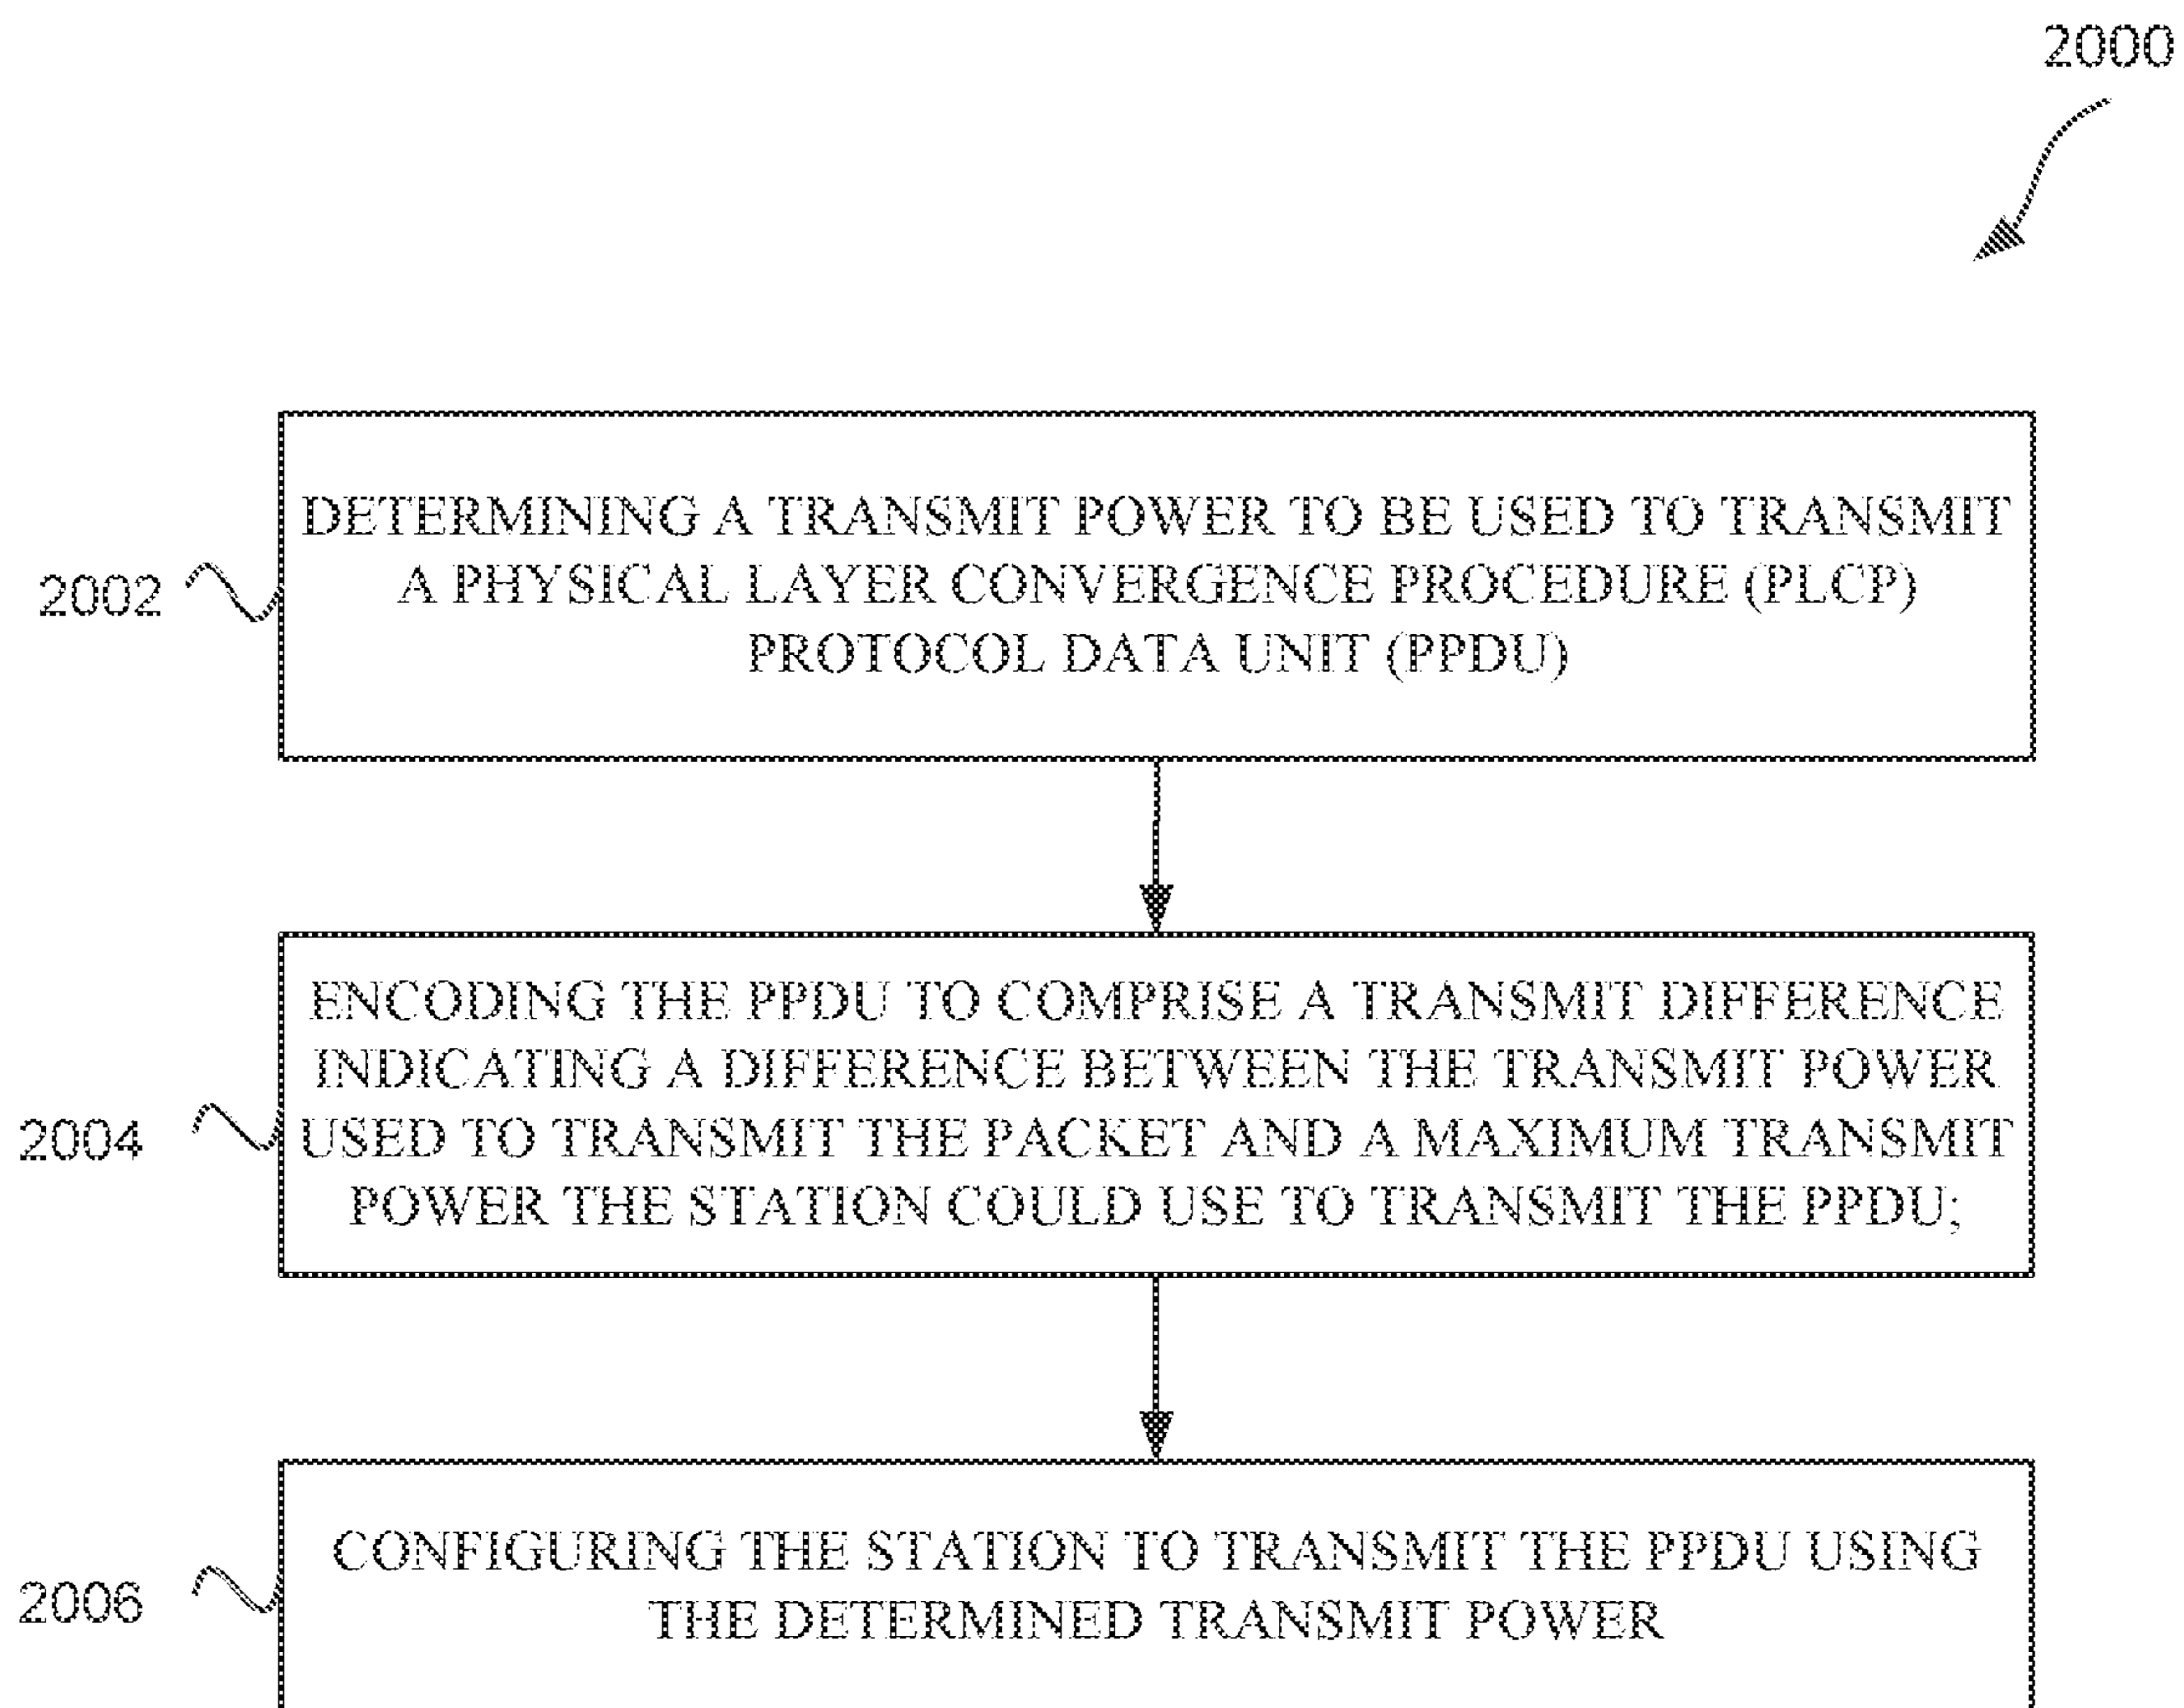 2000
DETERMINING A TRANSMIT POWER TO BE USED TO TRANSMIT
A PHYSICAL LAYER CONVERGENCE PROCEDURE (PLCP)
PROTOCOL DATA UNIT (PPDU)
2002
ENCODING THE PPDU TO COMPRISE A TRANSMIT DIFFERENCE
INDICATING A DIFFERENCE BETWEEN THE TRANSMIT POWER
USED TO TRANSMIT THE PACKET AND A MAXIMUM TRANSMIT
POWER THE STATION COULD USE TO TRANSMIT THE PPDU;
2004
CONFIGURING THE STATION TO TRANSMIT THE PPDU USING
THE DETERMINED TRANSMIT POWER
2006